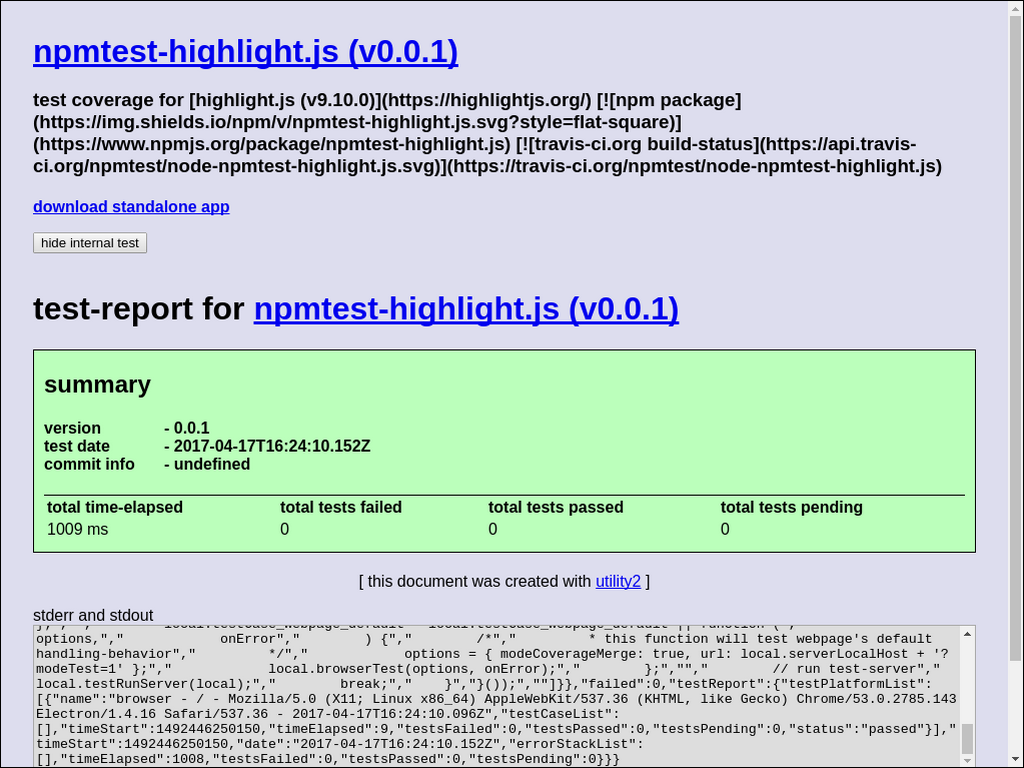 npmtest-highlight.js (v0.0.1)
test coverage for [highlight.js (v9.10.0)](https://highlightjs.org/) [![npm package]
(https://img.shields.io/npm/v/npmtest-highlight.js.svg?style=flat-square)]
(https://www.npmjs.org/package/npmtest-highlight.js) [![travis-ci.org build-status](https://api.travis-
ci.org/npmtest/node-npmtest-highlight.js.svg)](https://travis-ci.org/npmtest/node-npmtest-highlight.js)
download standalone app
hide internal test
test-report for npmtest-highlight.js (v0.0.1)
summary
version - 0.0.1
test date - 2017-04-17T16:24:10.152Z
commit info - undefined
total time-elapsed total tests failed total tests passed total tests pending
1009 ms 0 0 0
[ this document was created with utility2 ]
stderr and stdout
options,","            onError","        ) {","        /*","        * this function will test webpage's default
handling-behavior","         */","            options = { modeCoverageMerge: true, url: local.serverLocalHost + '?
modeTest=1' };","            local.browserTest(options, onError);","        };","","        // run test-server","
local.testRunServer(local);","        break;","    }","}());",""]}},"failed":0,"testReport":{"testPlatformList":
[{"name":"browser - / - Mozilla/5.0 (X11; Linux x86_64) AppleWebKit/537.36 (KHTML, like Gecko) Chrome/53.0.2785.143
Electron/1.4.16 Safari/537.36 - 2017-04-17T16:24:10.096Z","testCaseList":
[],"timeStart":1492446250150,"timeElapsed":9,"testsFailed":0,"testsPassed":0,"testsPending":0,"status":"passed"}],"
timeStart":1492446250150,"date":"2017-04-17T16:24:10.152Z","errorStackList":
[],"timeElapsed":1008,"testsFailed":0,"testsPassed":0,"testsPending":0}}}